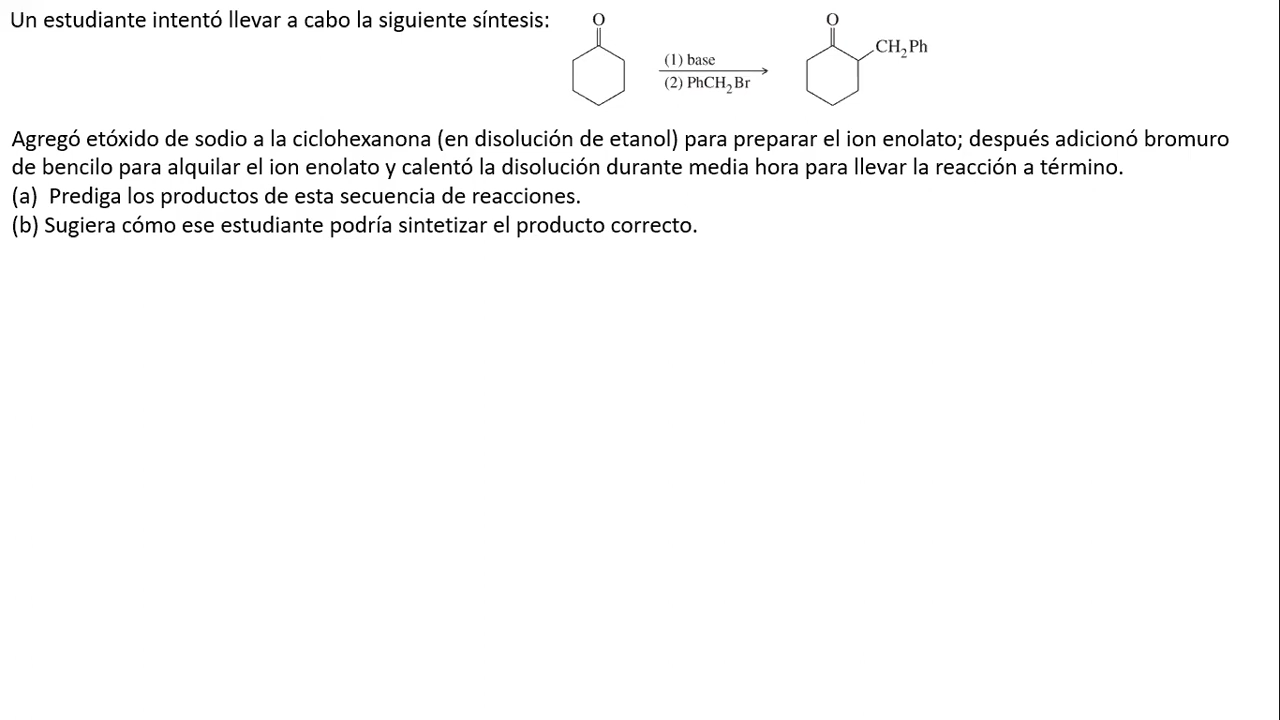 Un estudiante intentó llevar a cabo la siguiente síntesis:
O
(1) base
(2) PhCH₂Br
O
CH₂Ph
Agregó etóxido de sodio a la ciclohexanona (en disolución de etanol) para preparar el ion enolato; después adicionó bromuro
de bencilo para alquilar el ion enolato y calentó la disolución durante media hora para llevar la reacción a término.
(a) Prediga los productos de esta secuencia de reacciones.
(b) Sugiera cómo ese estudiante podría sintetizar el producto correcto.